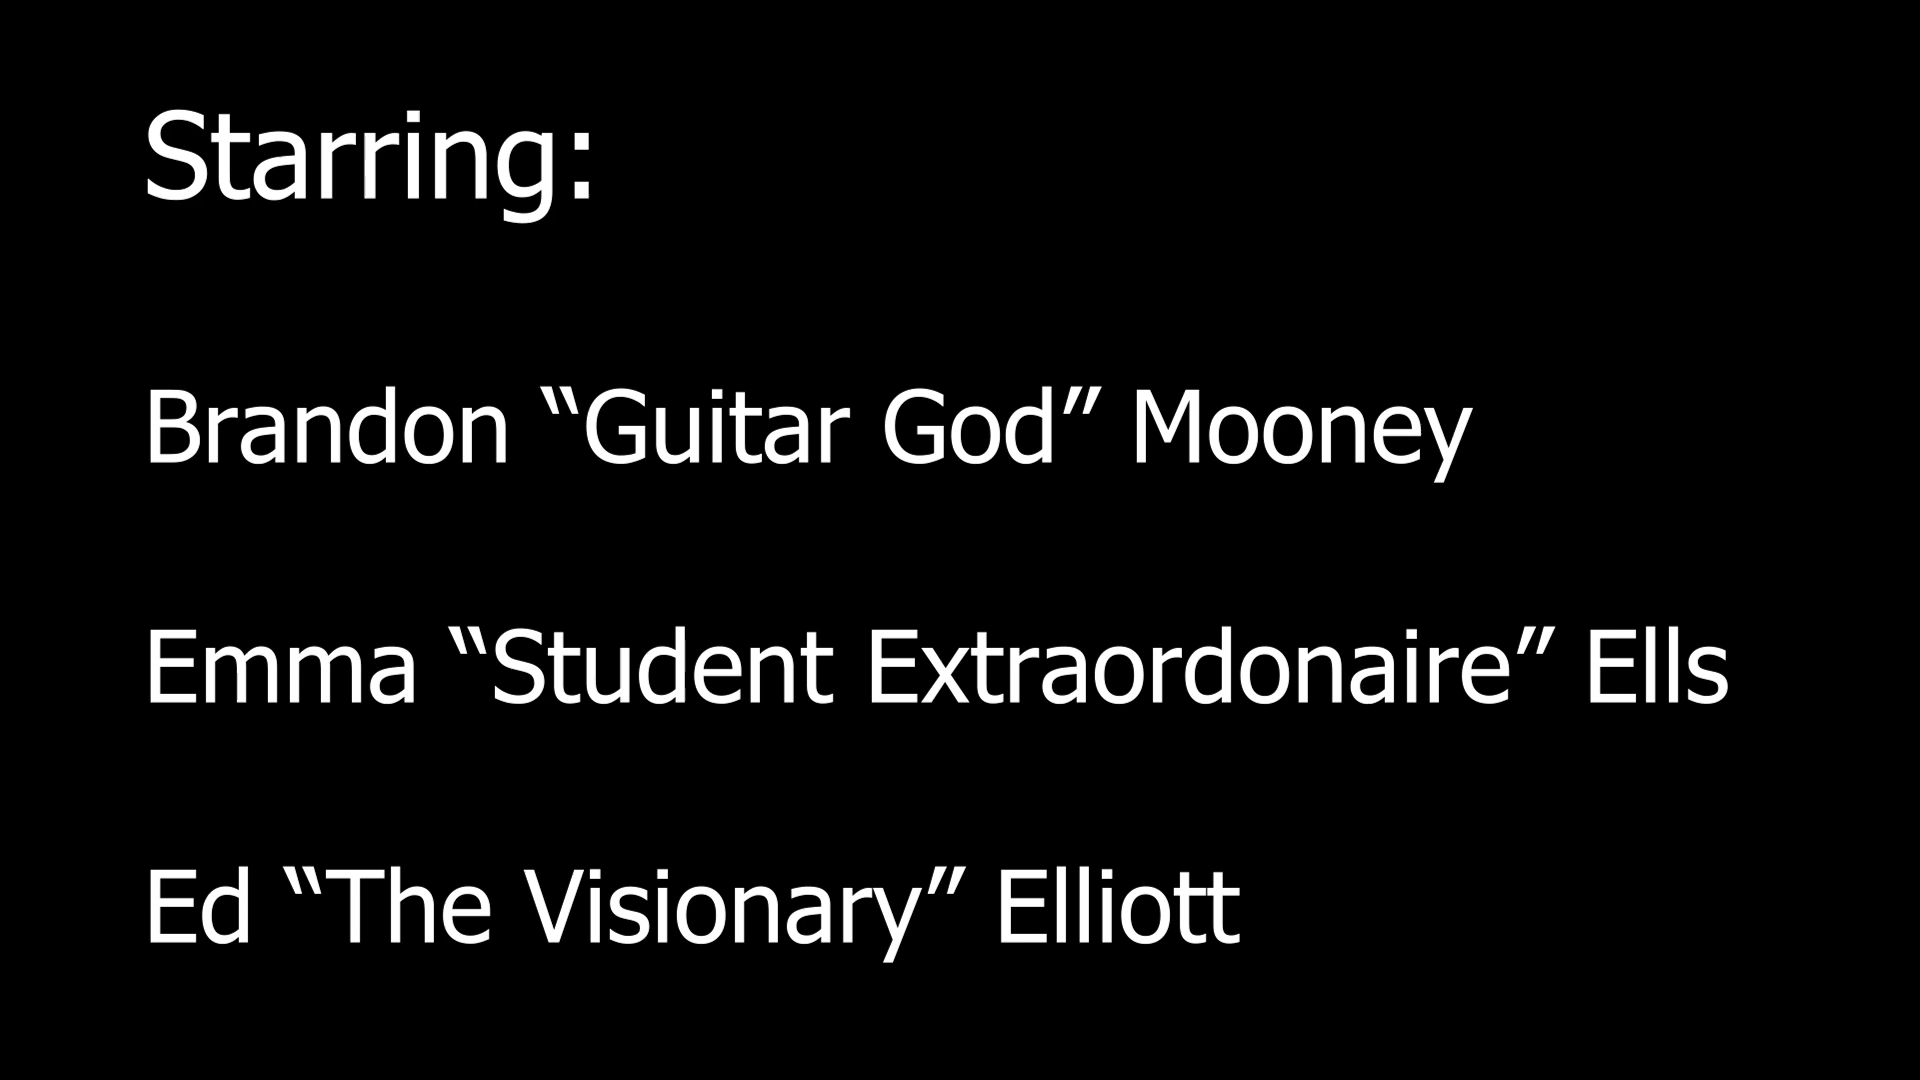 Starring:
Brandon “Guitar God” Mooney
Emma “Student Extraordonaire” Ells
Ed “The Visionary” Elliott